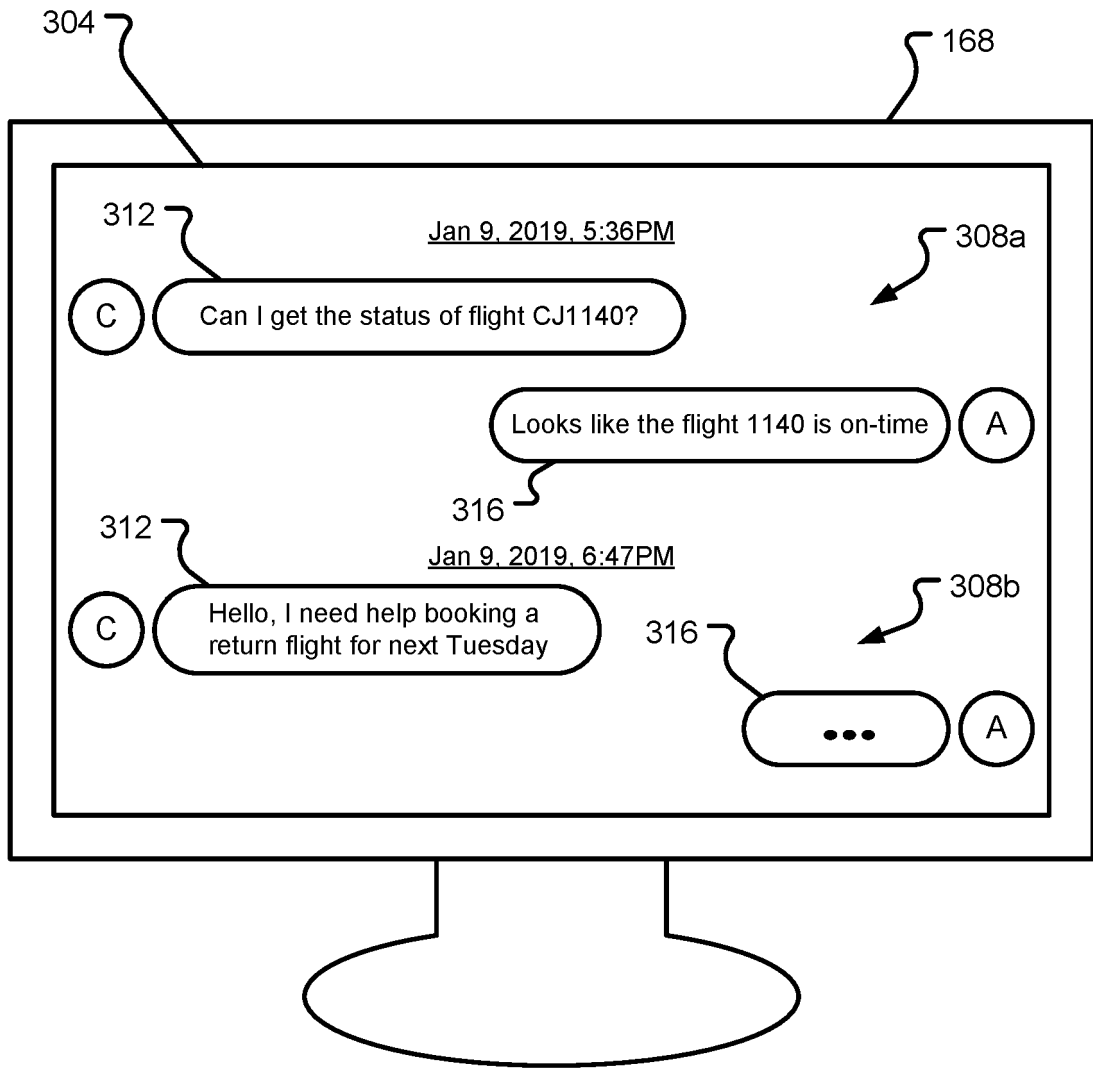 304
168
312
Jan 9, 2019, 5:36PM
308a
C
Can I get the status of flight CJ1140?
Looks like the flight 1140 is on-time
A
316
312
Jan 9, 2019, 6:47PM
308b
C
Hello, I need help booking a
return flight for next Tuesday
316
•••
A